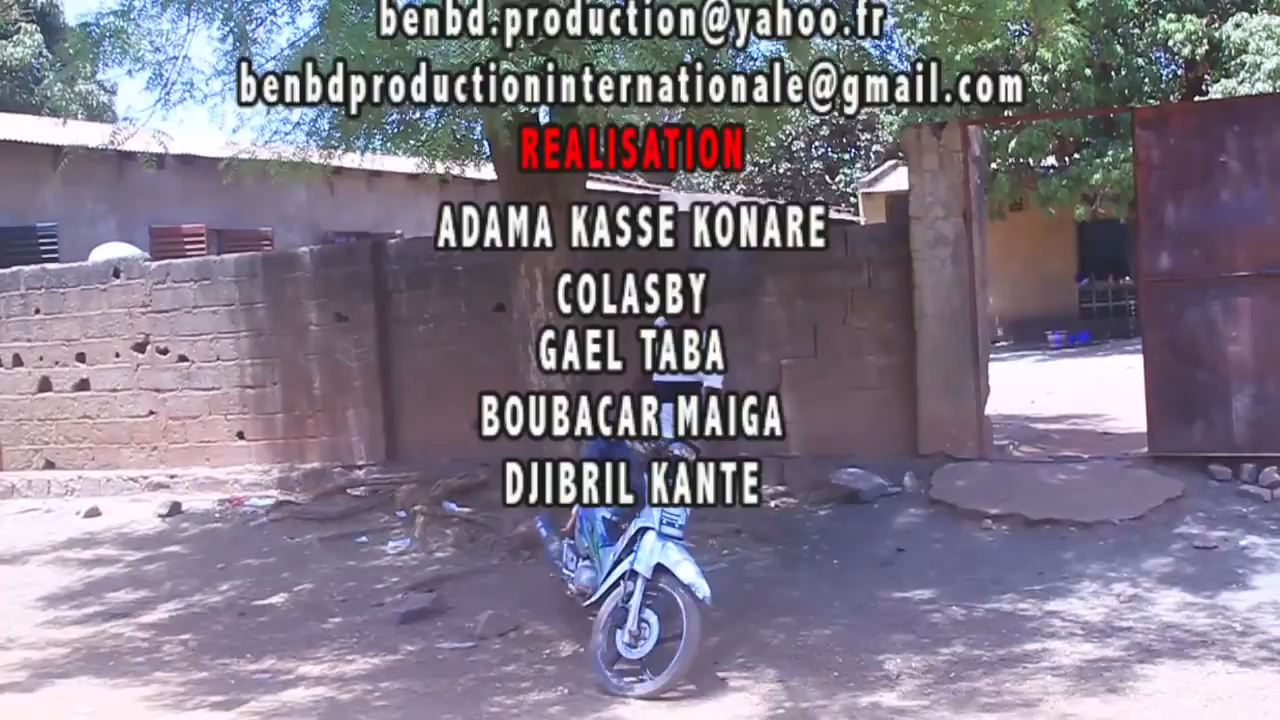 benbd.production@yahoo.fr
benbdproductioninternationale@gmail.com
REALISATION
ADAMA KASSE KONARE
COLASBY
GAEL TABA
BOUBACAR MAIGA
DJIBRIL KANTE